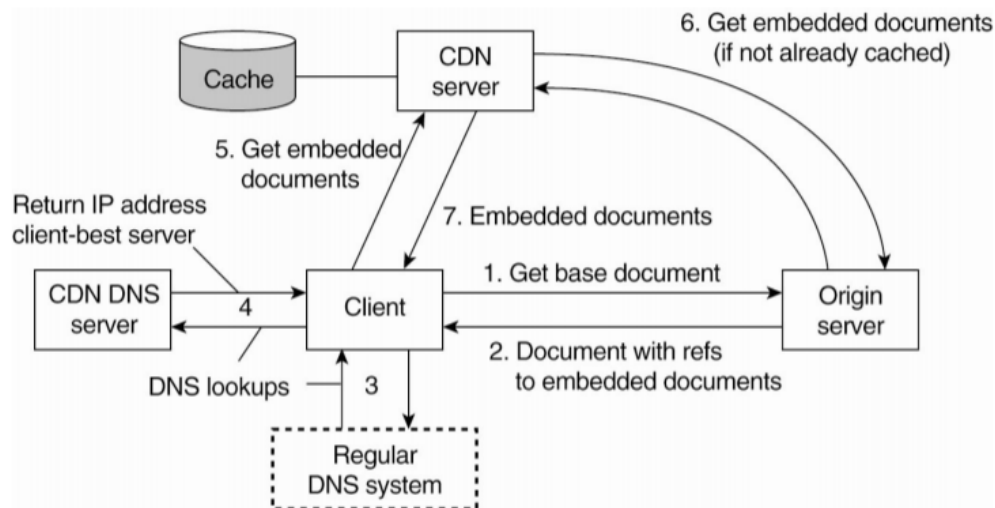 6. Get embedded documents
(if not already cached)
CDN
server
Cache
5. Get embedded
documents
Return IP address
client-best server
7. Embedded documents
1. Get base document
CDN DNS
server
4
Client
Origin
server
2. Document with refs
to embedded documents
DNS lookups
3
Regular
DNS system